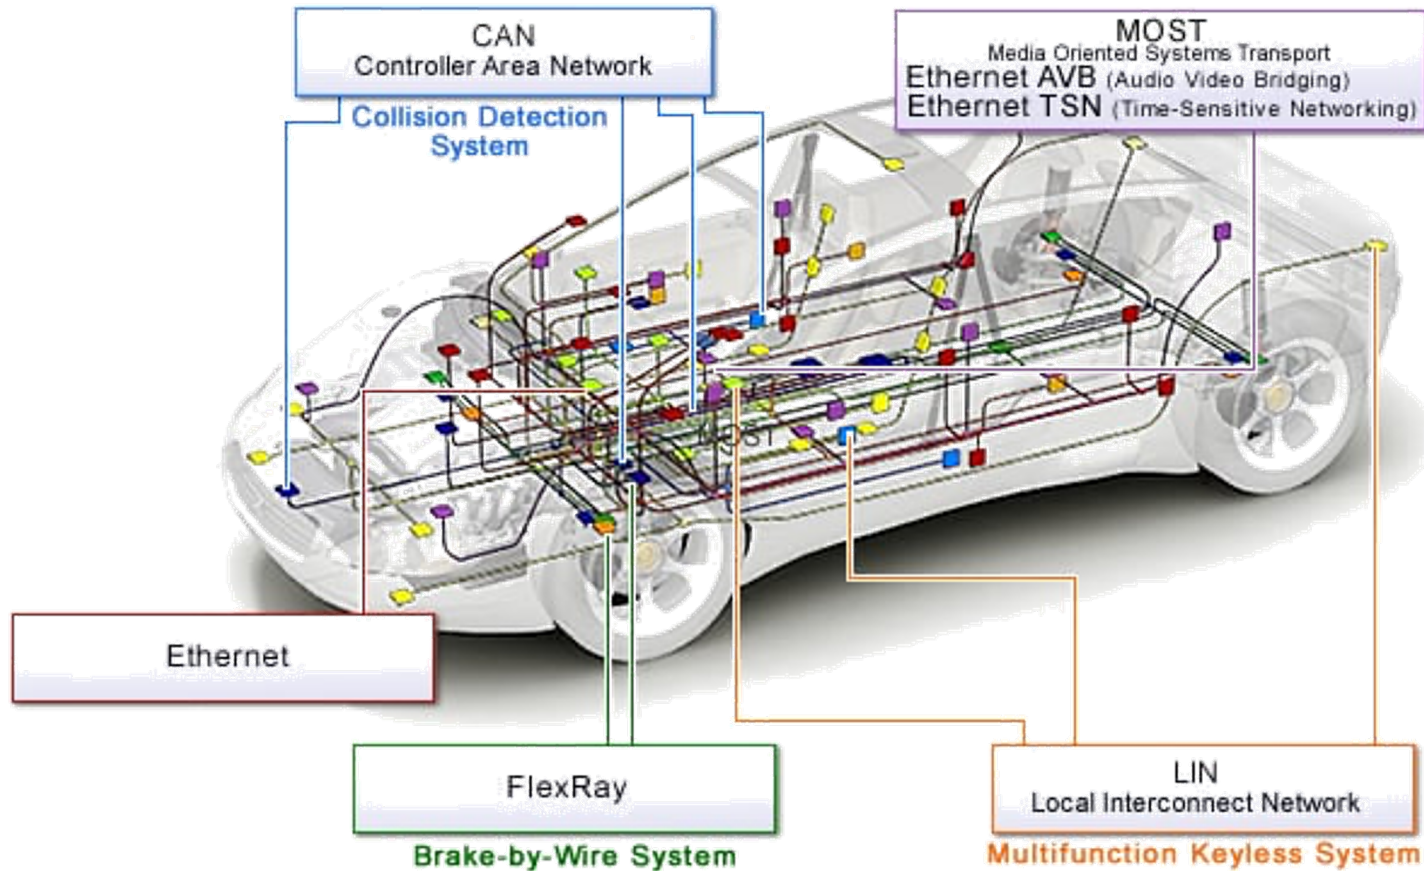 CAN
Controller Area Network
Collision Detection
System
MOST
Media Oriented Systems Transport
Ethernet AVB (Audio Video Bridging)
Ethernet TSN (Time-Sensitive Networking)
MOST
Ethernet
FlexRay
Brake-by-Wire System
LIN
Local Interconnect Network
Multifunction Keyless System